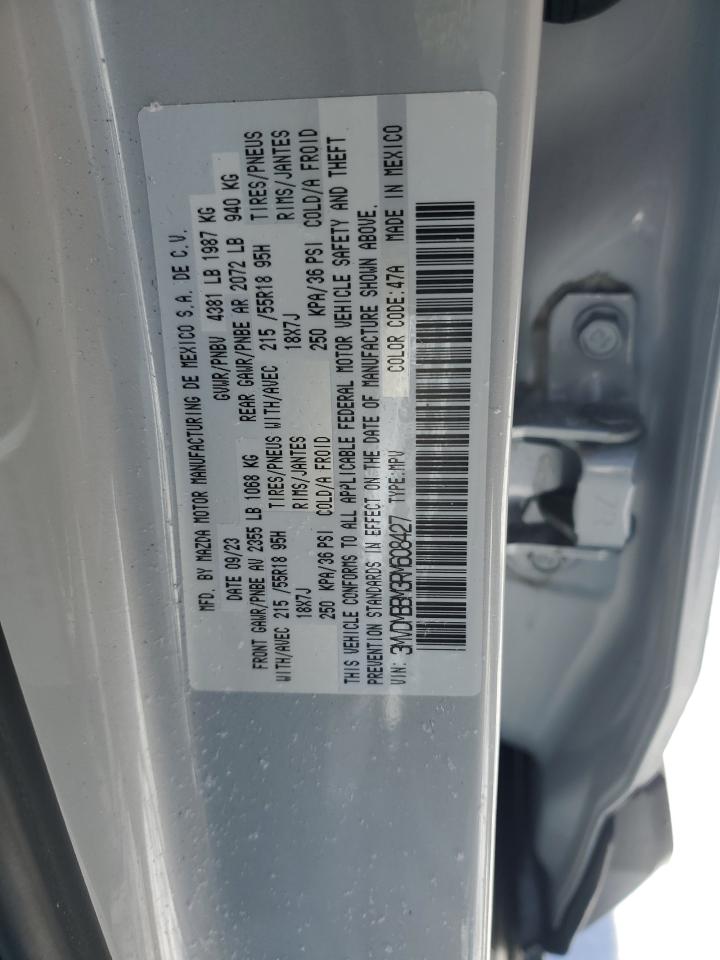 MFD. BY MAZDA MOTOR MANUFACTURING DE MEXICO S.A. DE C.V.
DATE 09/23 GVWR/PNBV 4381 LB 1987 KG
FRONT GAWR/PNBE AV 2355 LB 1068 KG REAR GAWR/PNBE AR 2072 LB 940 KG
WITH/AVEC 215 /55R18 95H TIRES/PNEUS WITH/AVEC 215 /55R18 95H TIRES/PNEUS
18X7J RIMS/JANTES 18X7J RIMS/JANTES
250 KPA/36 PSI COLD/A FROID 250 KPA/36 PSI COLD/A FROID
THIS VEHICLE CONFORMS TO ALL APPLICABLE FEDERAL MOTOR VEHICLE SAFETY AND THEFT
PREVENTION STANDARDS IN EFFECT ON THE DATE OF MANUFACTURE SHOWN ABOVE.
VIN: 3MVDMBBM3RM608427 TYPE:MPV COLOR CODE:47A MADE IN MEXICO